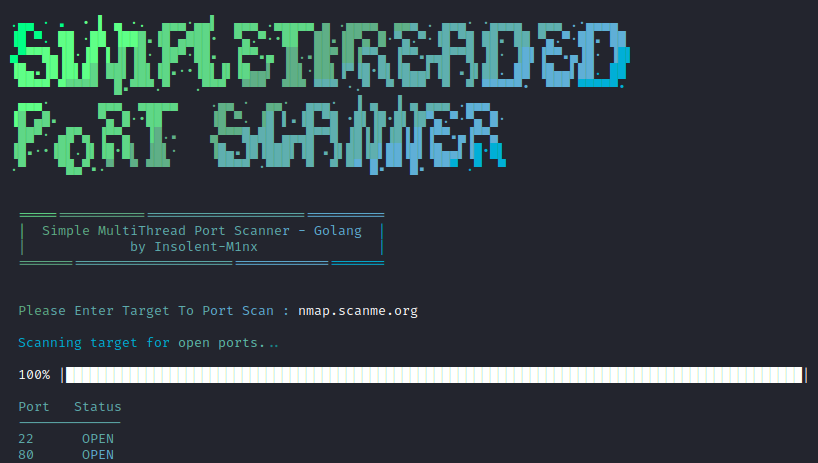 SUPERCHARGED
PORT SCANNER
Simple MultiThread Port Scanner - Golang
by Insolent-M1nx
Please Enter Target To Port Scan : nmap.scanme.org
Scanning target for open ports...
100%
Port Status
22 OPEN
80 OPEN